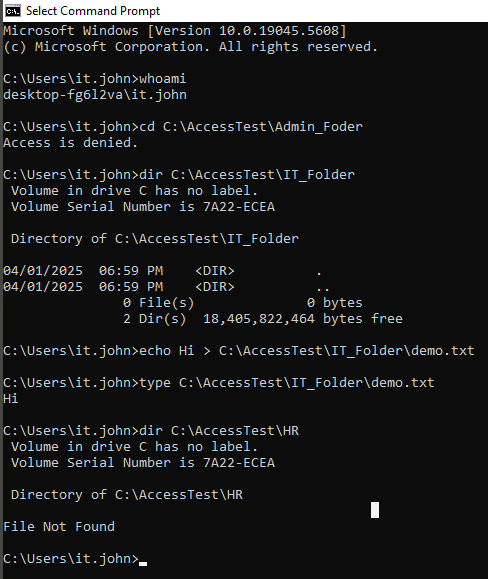 Select Command Prompt
Microsoft Windows [Version 10.0.19045.5608]
(c) Microsoft Corporation. All rights reserved.
C:\Users\it.john>whoami
desktop-fg6l2va\it.john
C:\Users\it.john>cd C:\AccessTest\Admin_Foder
Access is denied.
C:\Users\it.john>dir C:\AccessTest\IT_Folder
 Volume in drive C has no label.
 Volume Serial Number is 7A22-ECEA
 Directory of C:\AccessTest\IT_Folder
04/01/2025  06:59 PM    <DIR>          .
04/01/2025  06:59 PM    <DIR>          ..
               0 File(s)              0 bytes
               2 Dir(s)  18,405,822,464 bytes free
C:\Users\it.john>echo Hi > C:\AccessTest\IT_Folder\demo.txt
C:\Users\it.john>type C:\AccessTest\IT_Folder\demo.txt
Hi
C:\Users\it.john>dir C:\AccessTest\HR
 Volume in drive C has no label.
 Volume Serial Number is 7A22-ECEA
 Directory of C:\AccessTest\HR
File Not Found
C:\Users\it.john>